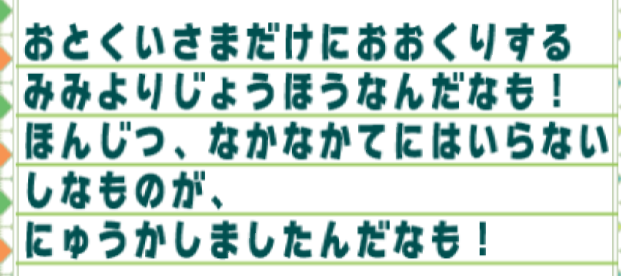 おとくいさまだけにおおくりする
みみよりじょうほうなんだなも！
ほんじつ、なかなかてにはいらない
しなものが、
にゅうかしましたんだなも！